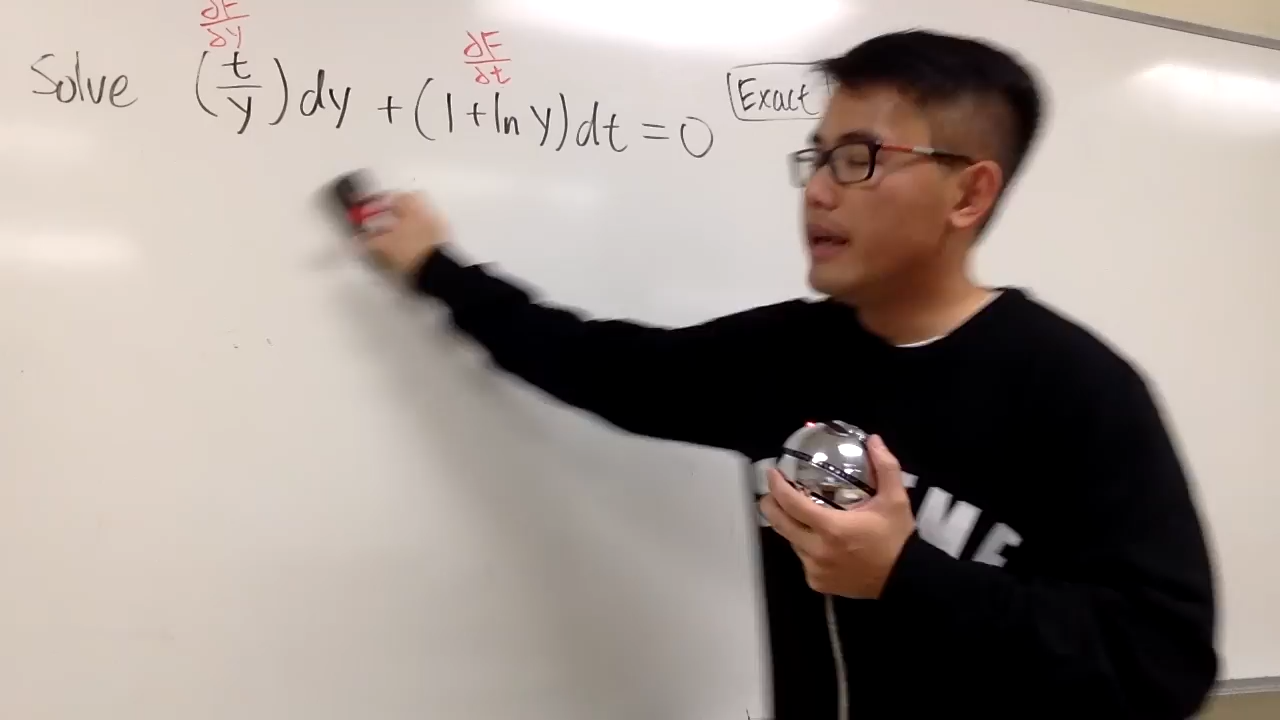 ∂F/∂y ∂F/∂t
Solve (t/y)dy + (1+ln y)dt = 0 Exact